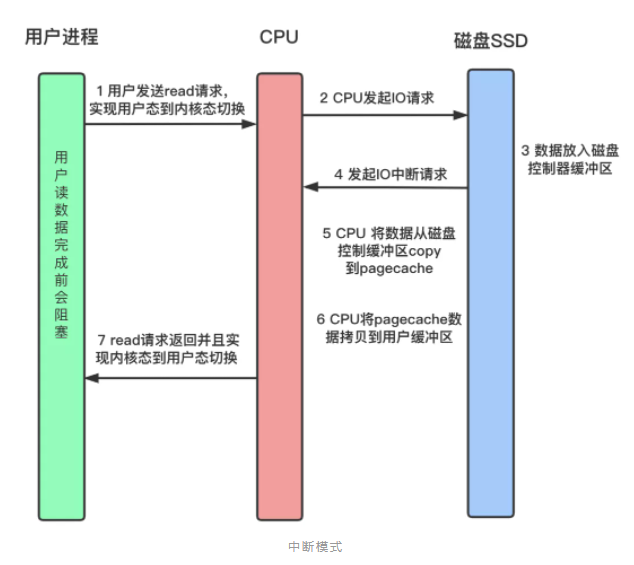 用户进程
CPU
磁盘SSD
1 用户发送read请求，
实现用户态到内核态切换
2 CPU发起IO请求
3 数据放入磁盘
控制器缓冲区
4 发起IO中断请求
用户读数据完成前会阻塞
5 CPU 将数据从磁盘
控制缓冲区copy
到pagecache
6 CPU将pagecache数
据拷贝到用户缓冲区
7 read请求返回并且实
现内核态到用户态切换
中断模式